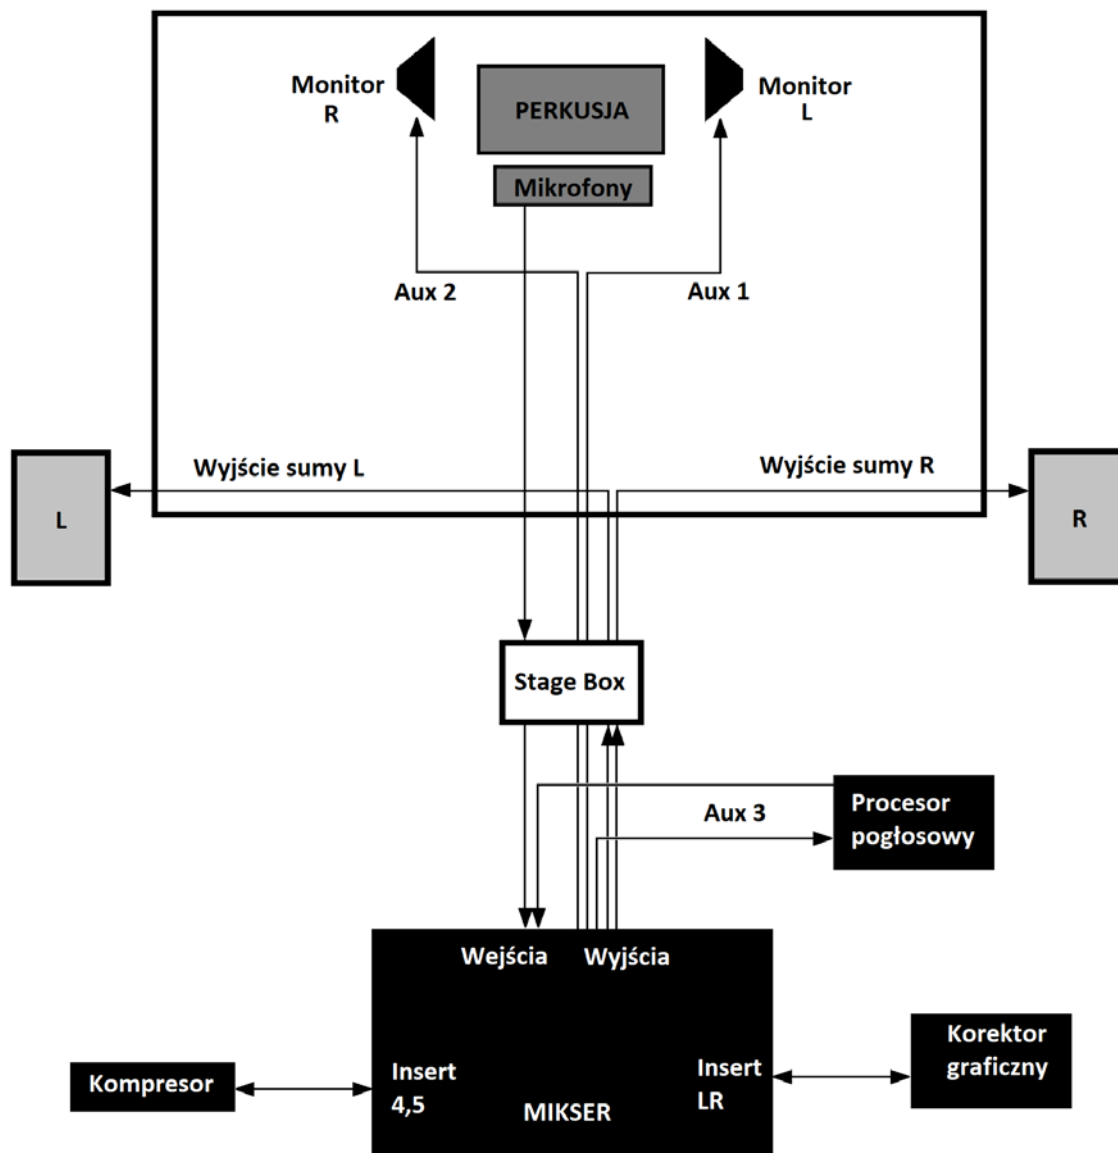 Monitor
R
PERKUSJA
Monitor
L
Mikrofony
Aux 2
Aux 1
Wyjście sumy L
Wyjście sumy R
L
R
Stage Box
Aux 3
Procesor
pogłosowy
Wejścia
Wyjścia
Kompresor
Insert
4,5
MIKSER
Insert
LR
Korektor
graficzny